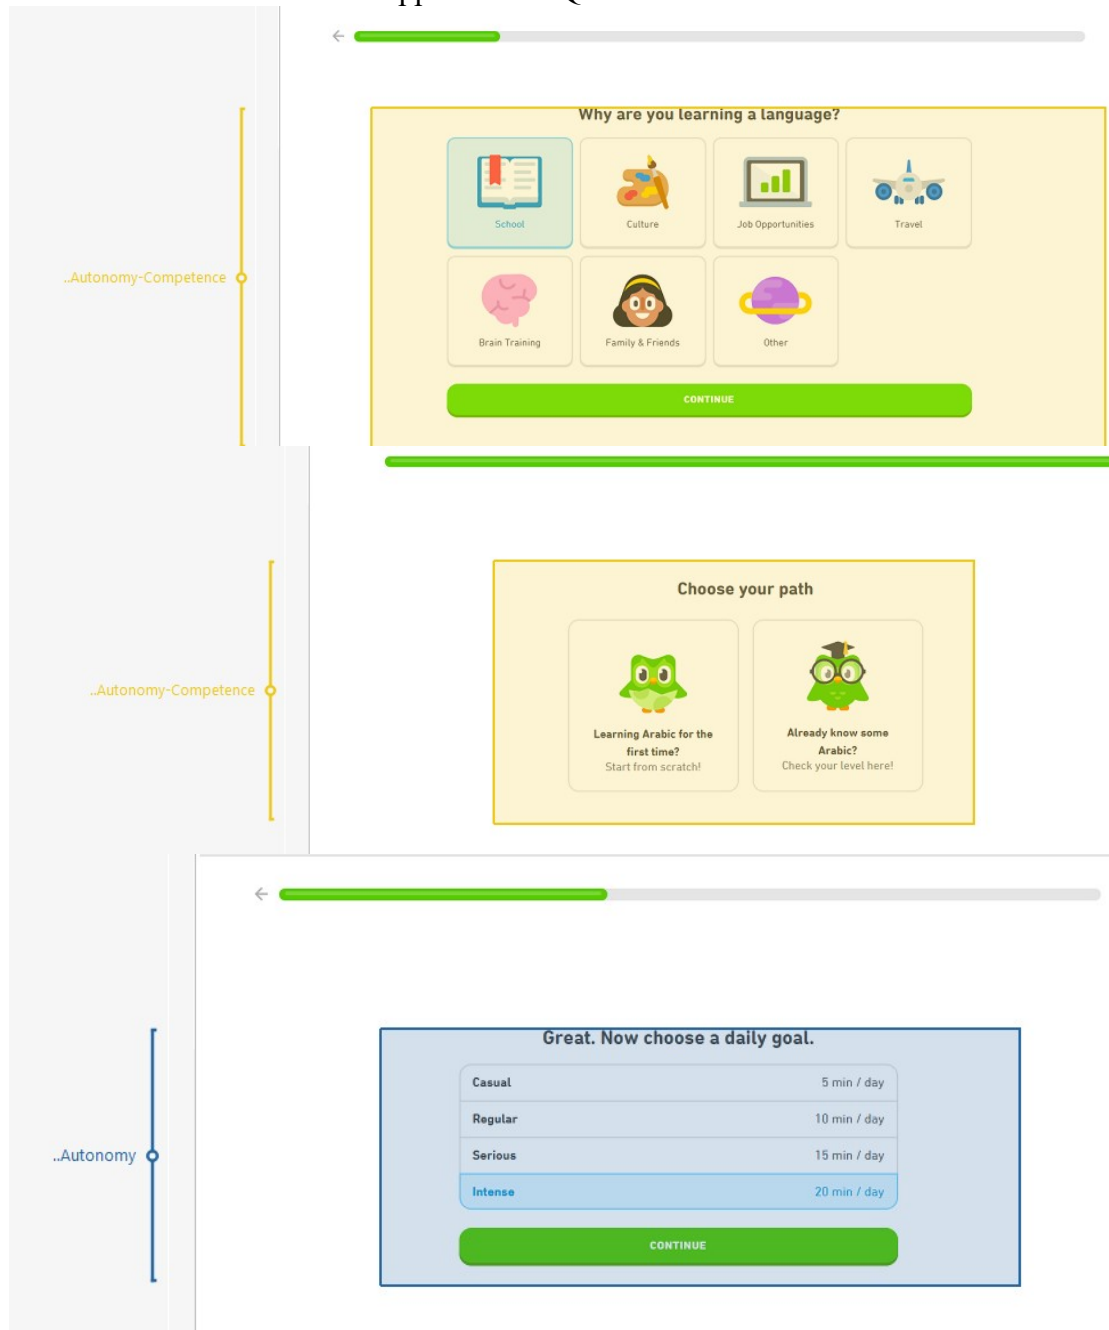 Why are you learning a language?
School
Culture
Job Opportunities
Travel
..Autonomy-Competence
Brain Training
Family & Friends
Other
CONTINUE
Choose your path
..Autonomy-Competence
Learning Arabic for the
first time?
Start from scratch!
Already know some
Arabic?
Check your level here!
Great. Now choose a daily goal.
Casual 5 min / day
Regular 10 min / day
..Autonomy
Serious 15 min / day
Intense 20 min / day
CONTINUE